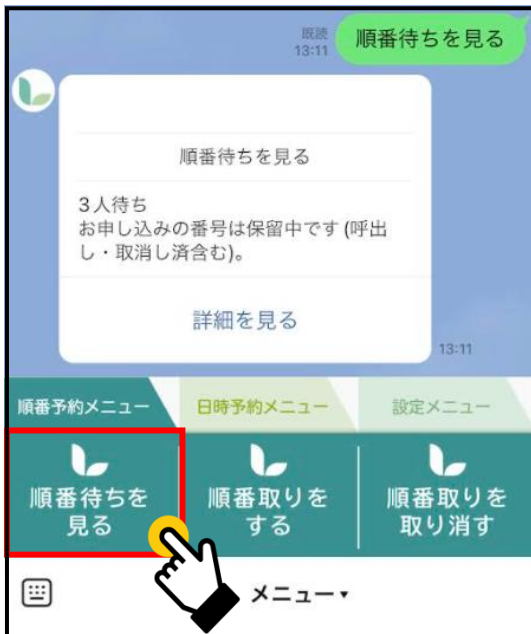 既読
13:11
順番待ちを見る
順番待ちを見る
3人待ち
お申し込みの番号は保留中です(呼出
し・取消し済含む)。
詳細を見る
13:11
順番予約メニュー
日時予約メニュー
設定メニュー
順番待ちを
見る
順番取りを
する
順番取りを
取り消す
メニュー▼